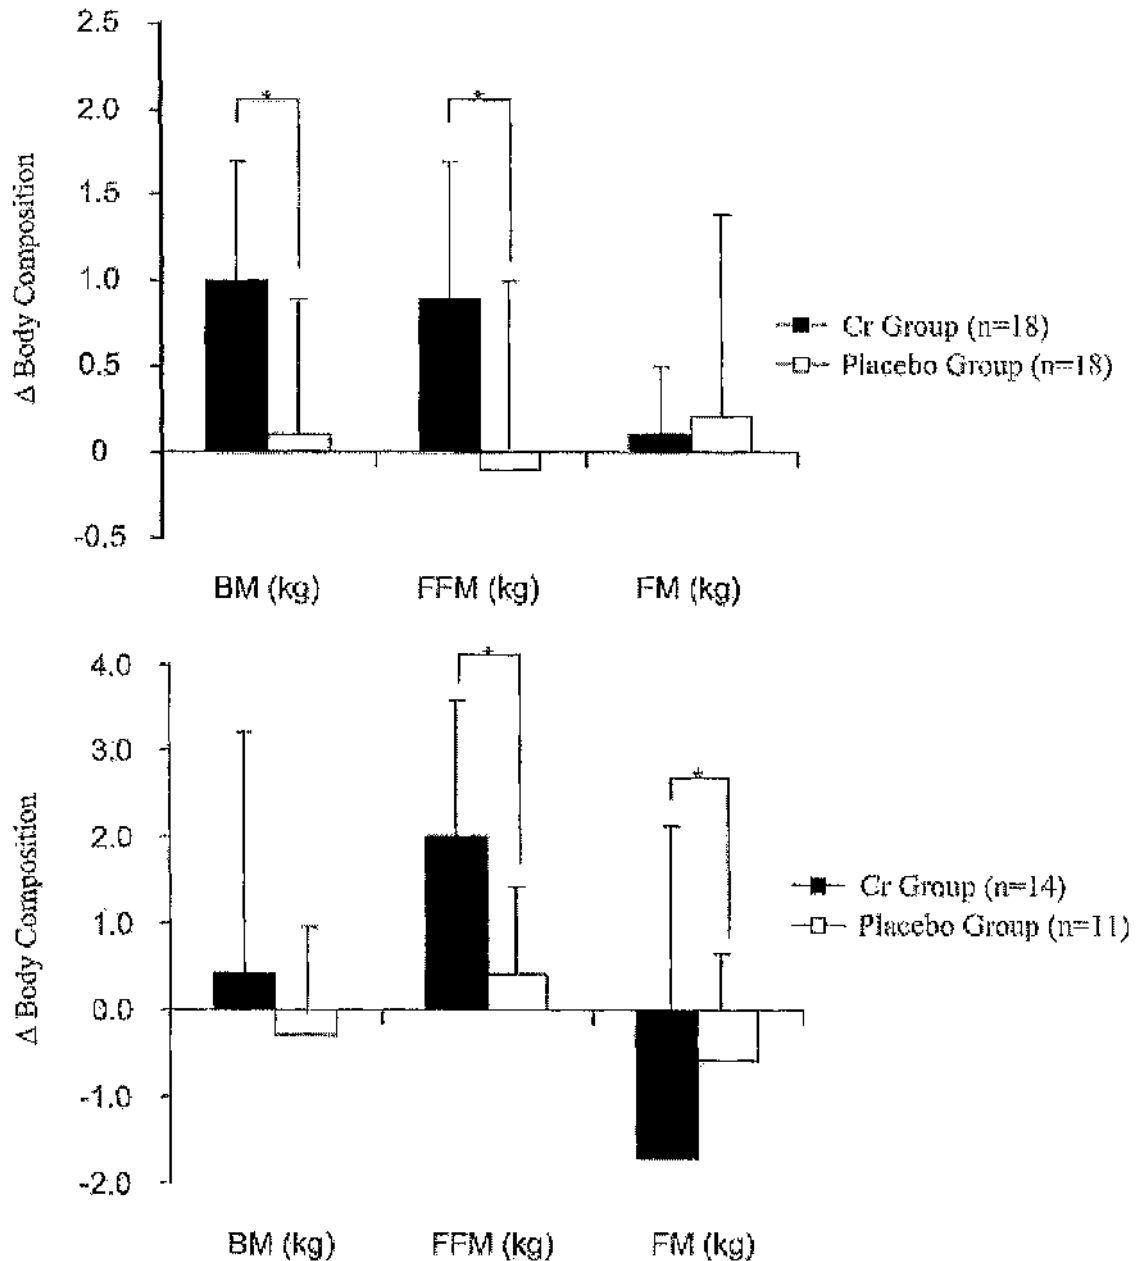 2.5
2.0
1.5
1.0
0.5
0
-0.5
Δ Body Composition
*
*
Cr Group (n=18)
Placebo Group (n=18)
BM (kg) FFM (kg) FM (kg)
4.0
3.0
2.0
1.0
0.0
-1.0
-2.0
Δ Body Composition
*
*
Cr Group (n=14)
Placebo Group (n=11)
BM (kg) FFM (kg) FM (kg)